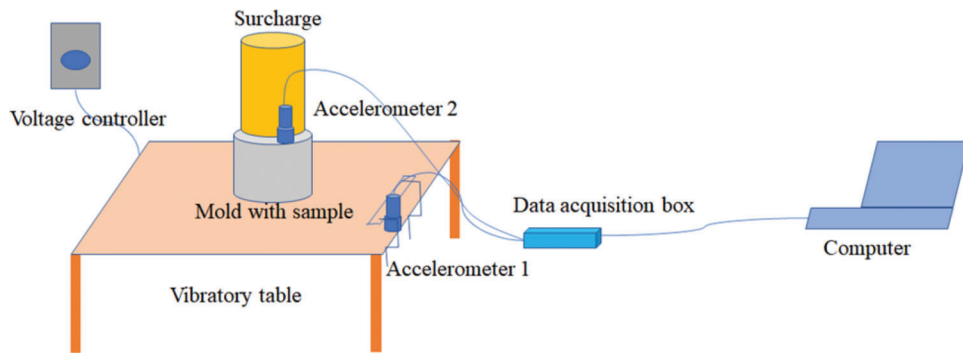 Surcharge
Accelerometer 2
Voltage controller
Mold with sample
Data acquisition box
Computer
Accelerometer 1
Vibratory table